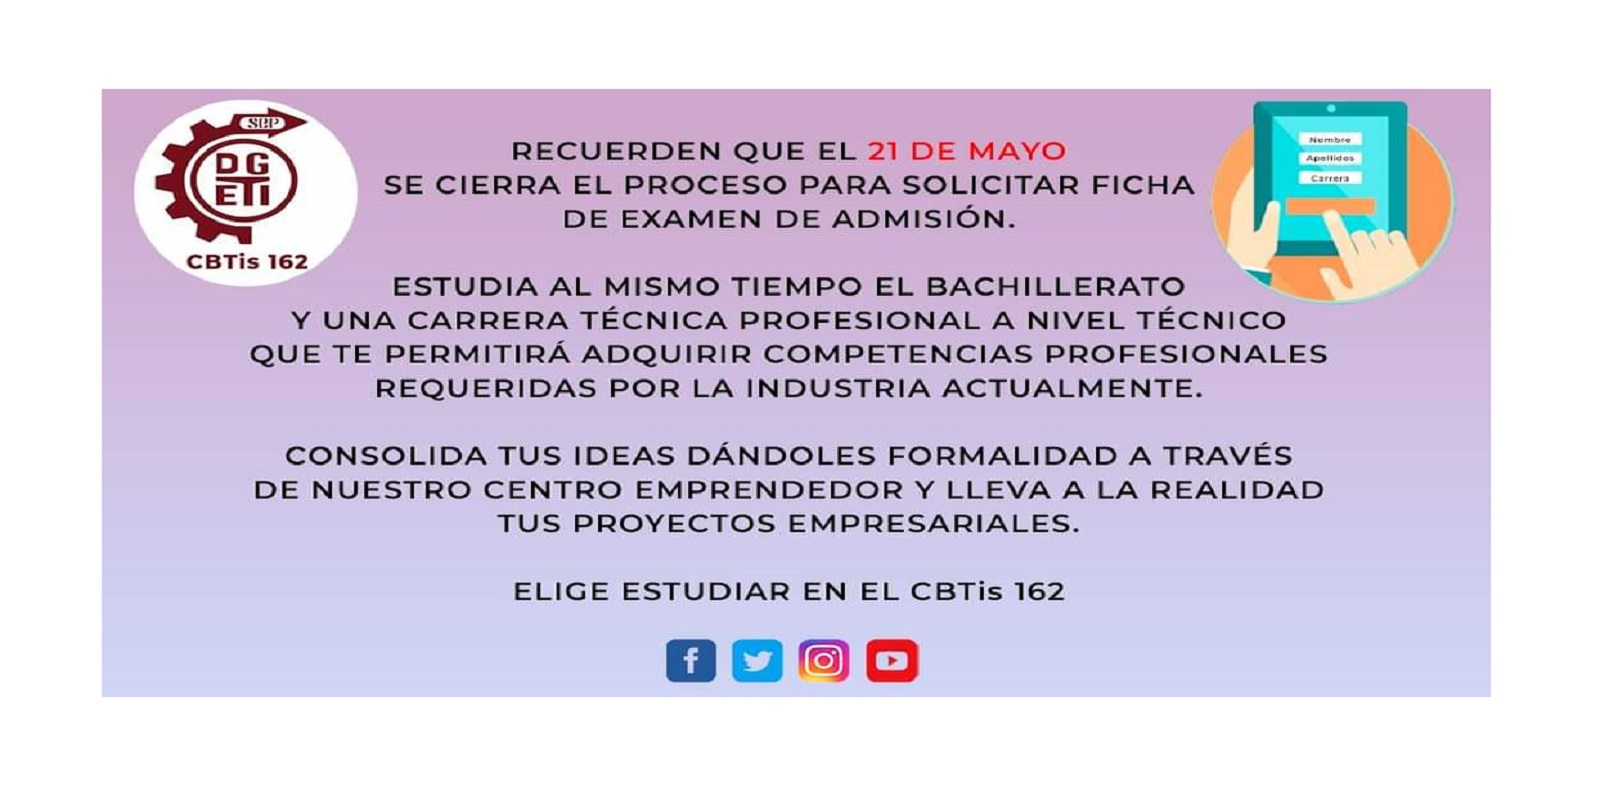 SEP
DG
ETI
CBTis 162
RECUERDEN QUE EL 21 DE MAYO
SE CIERRA EL PROCESO PARA SOLICITAR FICHA
DE EXAMEN DE ADMISIÓN.
Nombre
Apellidos
Carrera
ESTUDIA AL MISMO TIEMPO EL BACHILLERATO
Y UNA CARRERA TÉCNICA PROFESIONAL A NIVEL TÉCNICO
QUE TE PERMITIRÁ ADQUIRIR COMPETENCIAS PROFESIONALES
REQUERIDAS POR LA INDUSTRIA ACTUALMENTE.
CONSOLIDA TUS IDEAS DÁNDOLES FORMALIDAD A TRAVÉS
DE NUESTRO CENTRO EMPRENDEDOR Y LLEVA A LA REALIDAD
TUS PROYECTOS EMPRESARIALES.
ELIGE ESTUDIAR EN EL CBTis 162